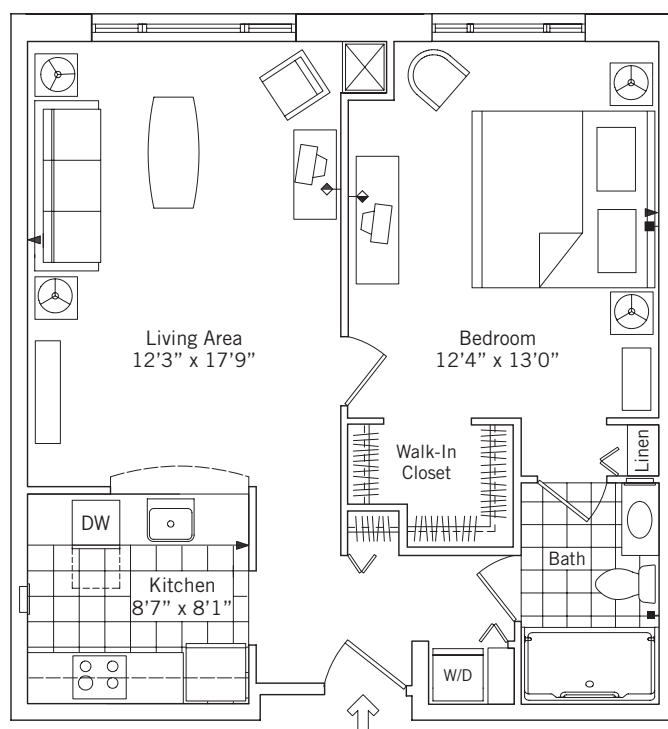 Living Area
12’3” x 17’9”
Bedroom
12’4” x 13’0”
Walk-In
Closet
Linen
DW
Bath
Kitchen
8’7” x 8’1”
W/D